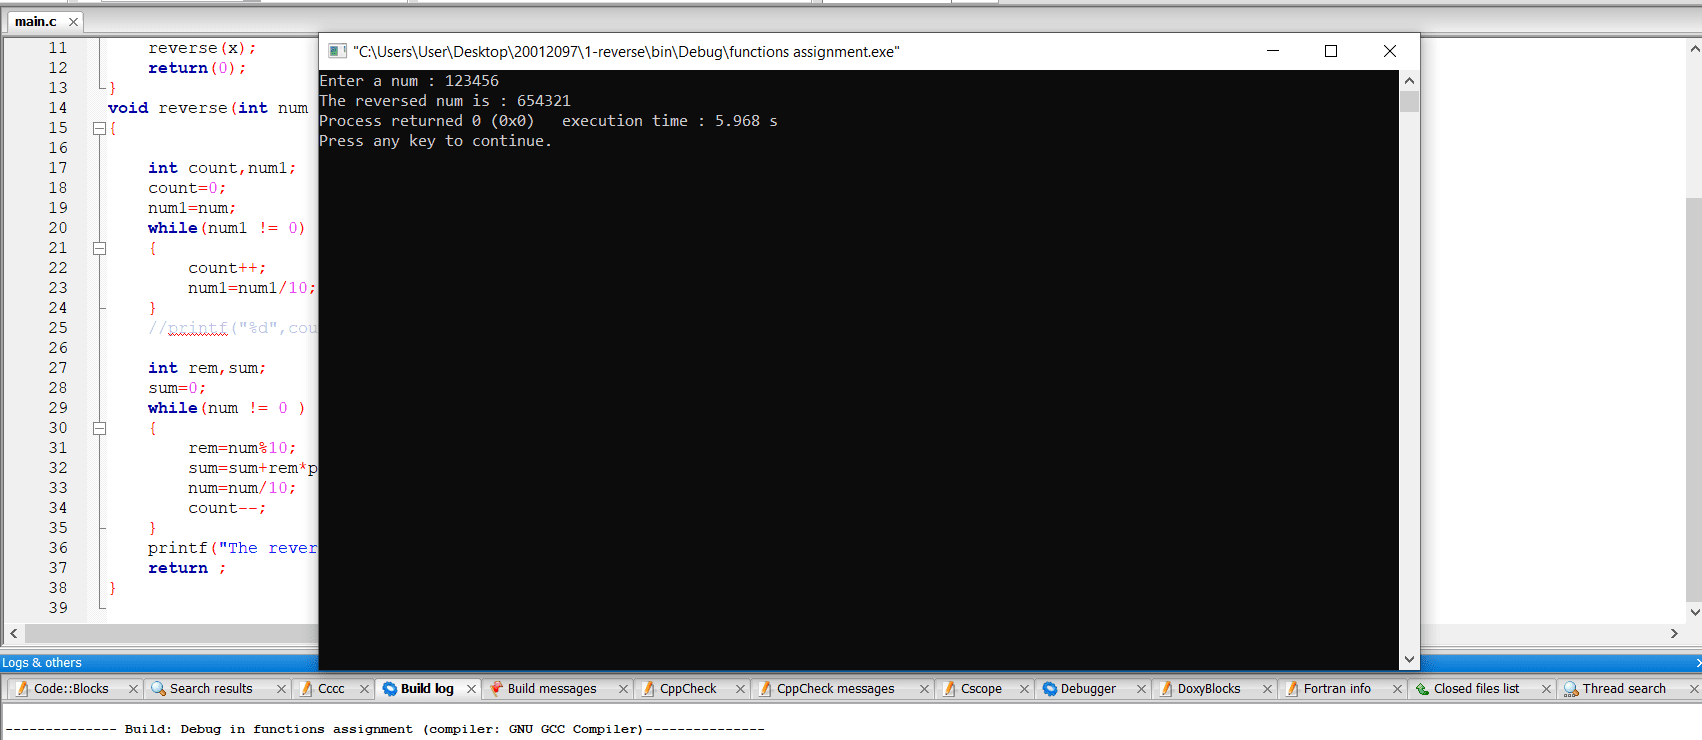 main.c
"C:\Users\User\Desktop\20012097\1-reverse\bin\Debug\functions assignment.exe"
Enter a num : 123456
The reversed num is : 654321
Process returned 0 (0x0)   execution time : 5.968 s
Press any key to continue.
11 reverse(x);
12 return(0);
13 }
14 void reverse(int num
15 {
16
17 int count,num1;
18 count=0;
19 num1=num;
20 while(num1 != 0)
21 {
22 count++;
23 num1=num1/10;
24 }
25 //printf("%d",cou
26
27 int rem,sum;
28 sum=0;
29 while(num != 0 )
30 {
31 rem=num%10;
32 sum=sum+rem*p
33 num=num/10;
34 count--;
35 }
36 printf("The rever
37 return ;
38 }
39
Logs & others
Code::Blocks Search results Cccc Build log Build messages CppCheck CppCheck messages Cscope Debugger DoxyBlocks Fortran info Closed files list Thread search
-------------- Build: Debug in functions assignment (compiler: GNU GCC Compiler)---------------